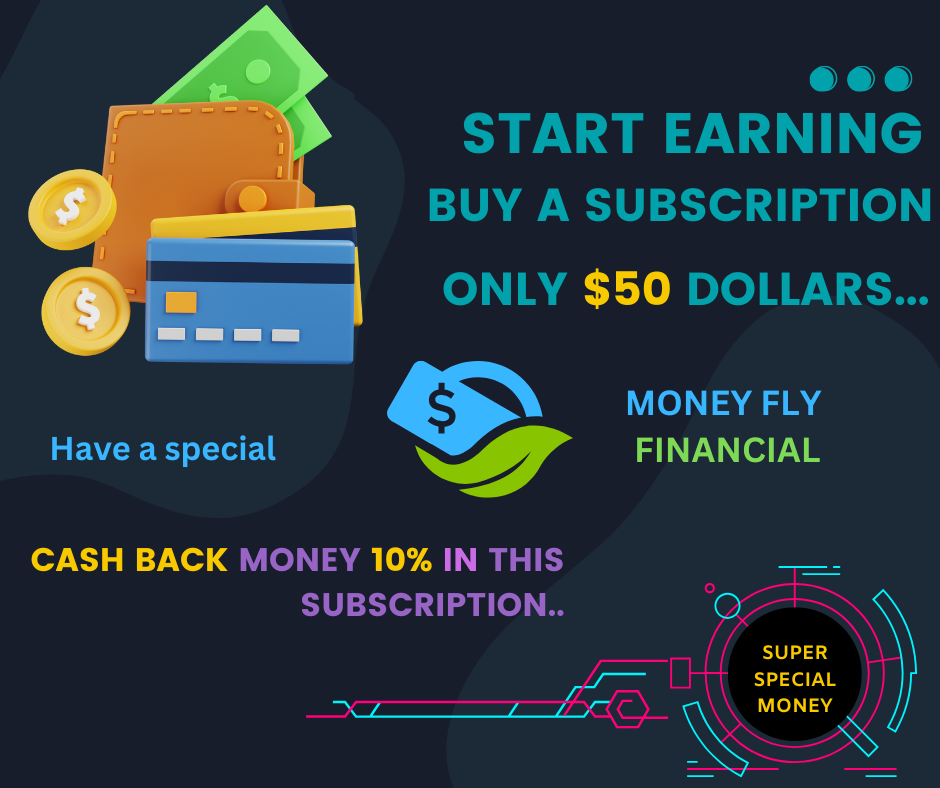 START EARNING
BUY A SUBSCRIPTION
ONLY $50 DOLLARS...
$
$
$
MONEY FLY
FINANCIAL
Have a special
CASH BACK MONEY 10% IN THIS
SUBSCRIPTION..
SUPER
SPECIAL
MONEY